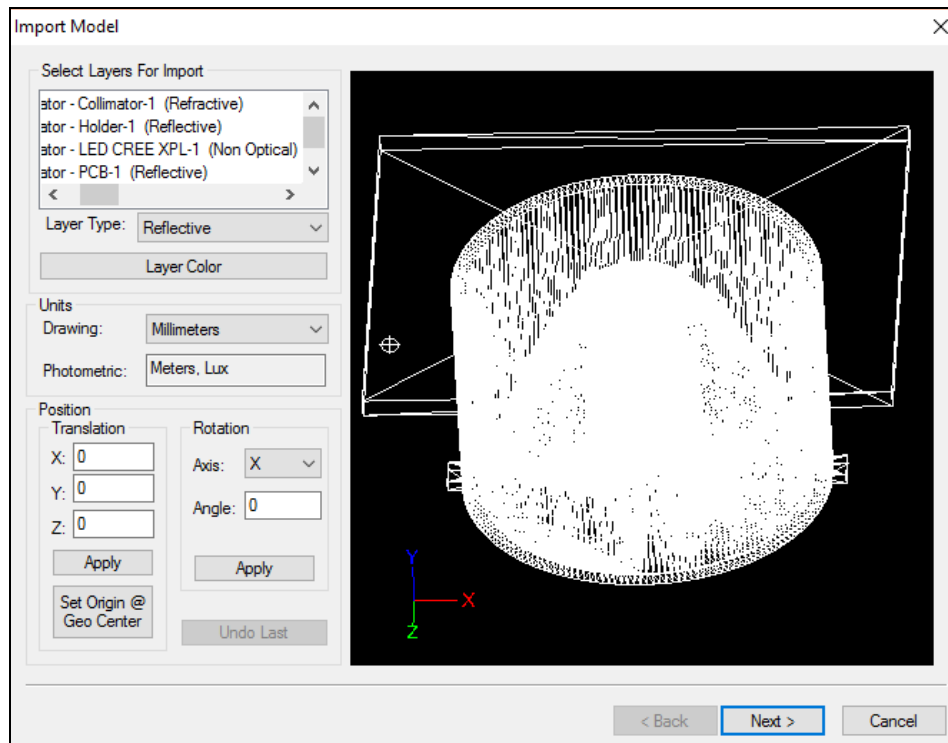 Import Model
Select Layers For Import
ator - Collimator-1 (Refractive)
ator - Holder-1 (Reflective)
ator - LED CREE XPL-1 (Non Optical)
ator - PCB-1 (Reflective)
Layer Type: Reflective
Layer Color
Units
Drawing: Millimeters
Photometric: Meters, Lux
Position
Translation
X: 0
Y: 0
Z: 0
Apply
Set Origin @
Geo Center
Rotation
Axis: X
Angle: 0
Apply
Undo Last
Y
X
Z
< Back
Next >
Cancel